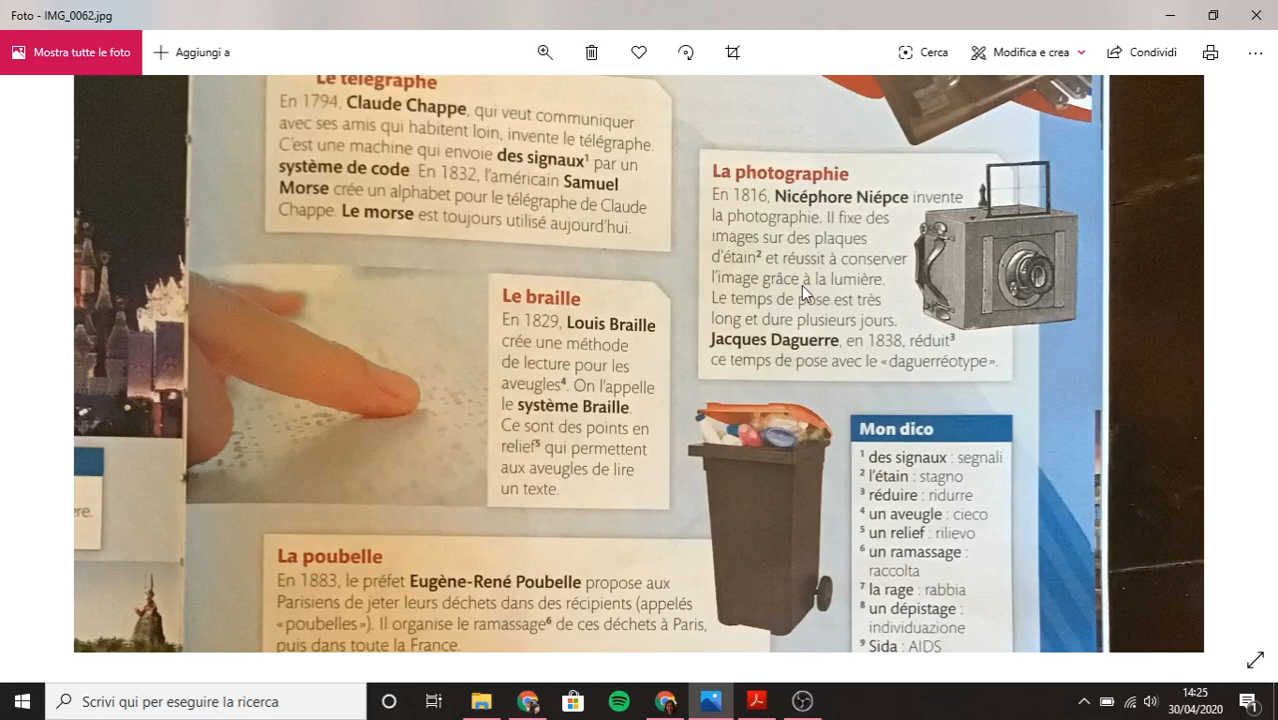 Foto - IMG_0062.jpg
Mostra tutte le foto
Aggiungi a
Cerca
Modifica e crea
Condividi
Le télégraphe
En 1794, Claude Chappe, qui veut communiquer
avec ses amis qui habitent loin, invente le télégraphe.
C'est une machine qui envoie des signaux¹ par un
système de code. En 1832, l'américain Samuel
Morse crée un alphabet pour le télégraphe de Claude
Chappe. Le morse est toujours utilisé aujourd'hui.
La photographie
En 1816, Nicéphore Niépce invente
la photographie. Il fixe des
images sur des plaques
d'étain² et réussit à conserver
l'image grâce à la lumière.
Le temps de pose est très
long et dure plusieurs jours.
Jacques Daguerre, en 1838, réduit³
ce temps de pose avec le «daguerréotype».
Le braille
En 1829, Louis Braille
crée une méthode
de lecture pour les
aveugles⁴. On l'appelle
le système Braille.
Ce sont des points en
relief⁵ qui permettent
aux aveugles de lire
un texte.
La poubelle
En 1883, le préfet Eugène-René Poubelle propose aux
Parisiens de jeter leurs déchets dans des récipients (appelés
«poubelles»). Il organise le ramassage⁶ de ces déchets à Paris,
puis dans toute la France.
Mon dico
¹ des signaux : segnali
² l'étain : stagno
³ réduire : ridurre
⁴ un aveugle : cieco
⁵ un relief : rilievo
⁶ un ramassage :
raccolta
⁷ la rage : rabbia
⁸ un dépistage :
individuazione
⁹ Sida : AIDS
Scrivi qui per eseguire la ricerca
14:25
30/04/2020
1